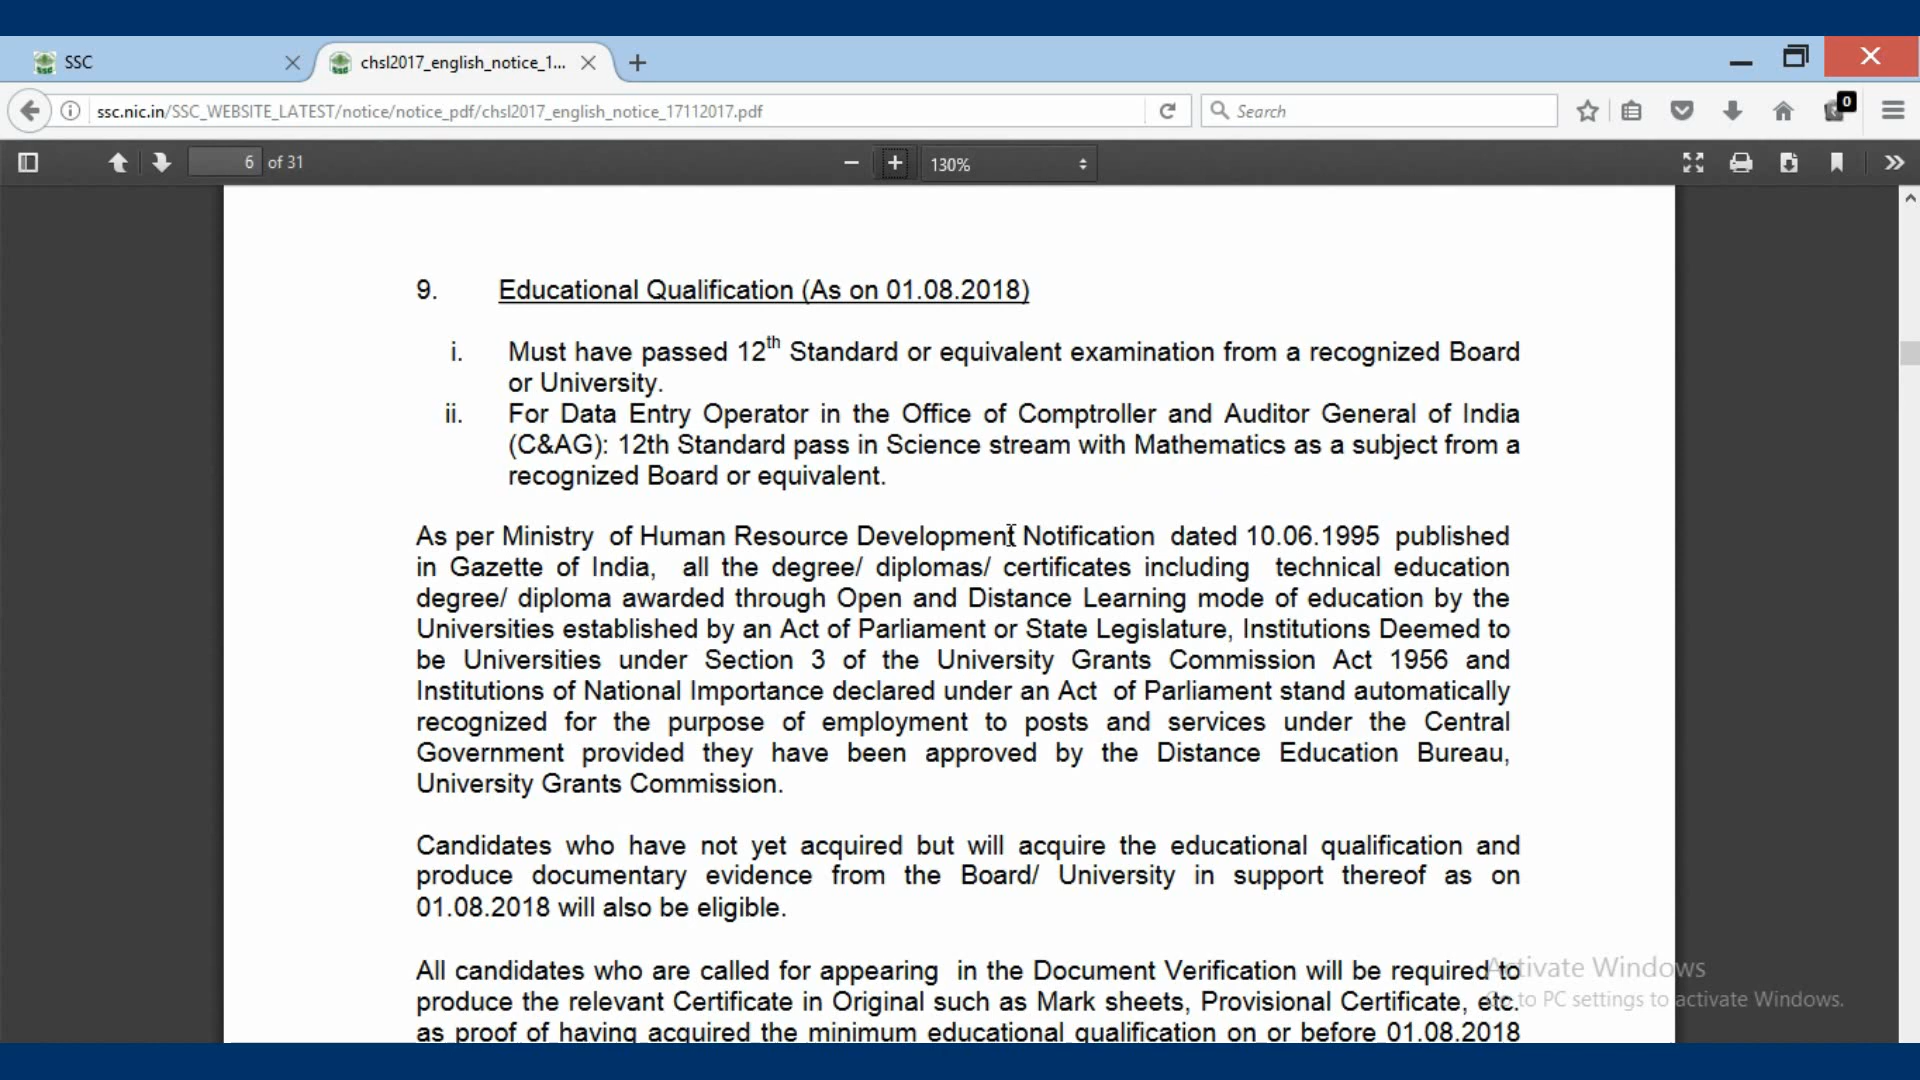 SSC
chsl2017_english_notice_1...
ssc.nic.in/SSC_WEBSITE_LATEST/notice/notice_pdf/chsl2017_english_notice_17112017.pdf
Search
0
6 of 31
130%
9. Educational Qualification (As on 01.08.2018)
i. Must have passed 12th Standard or equivalent examination from a recognized Board
or University.
ii. For Data Entry Operator in the Office of Comptroller and Auditor General of India
(C&AG): 12th Standard pass in Science stream with Mathematics as a subject from a
recognized Board or equivalent.
As per Ministry of Human Resource Development Notification dated 10.06.1995 published
in Gazette of India, all the degree/ diplomas/ certificates including technical education
degree/ diploma awarded through Open and Distance Learning mode of education by the
Universities established by an Act of Parliament or State Legislature, Institutions Deemed to
be Universities under Section 3 of the University Grants Commission Act 1956 and
Institutions of National Importance declared under an Act of Parliament stand automatically
recognized for the purpose of employment to posts and services under the Central
Government provided they have been approved by the Distance Education Bureau,
University Grants Commission.
Candidates who have not yet acquired but will acquire the educational qualification and
produce documentary evidence from the Board/ University in support thereof as on
01.08.2018 will also be eligible.
All candidates who are called for appearing in the Document Verification will be required to
produce the relevant Certificate in Original such as Mark sheets, Provisional Certificate, etc.
as proof of having acquired the minimum educational qualification on or before 01.08.2018
Activate Windows
Go to PC settings to activate Windows.